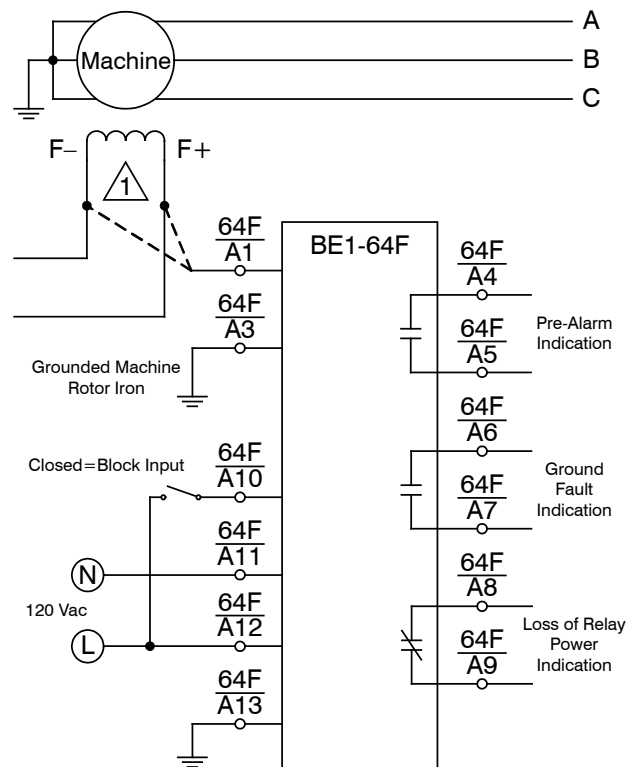 A
Machine
B
C
F−
F+
1
64F
A1
BE1-64F
64F
A4
64F
A3
64F
A5
Pre-Alarm
Indication
Grounded Machine
Rotor Iron
64F
A6
Closed=Block Input
64F
A10
64F
A7
Ground
Fault
Indication
64F
A11
N
64F
A8
120 Vac
64F
A12
L
64F
A9
Loss of Relay
Power
Indication
64F
A13